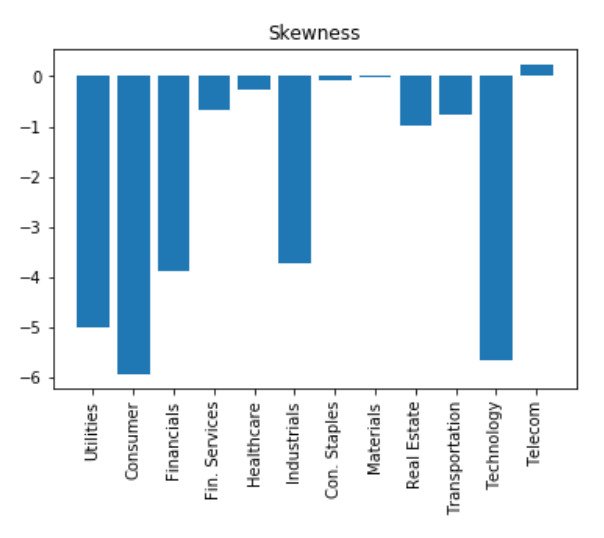 Skewness
0
−1
−2
−3
−4
−5
−6
Utilities
Consumer
Financials
Fin. Services
Healthcare
Industrials
Con. Staples
Materials
Real Estate
Transportation
Technology
Telecom